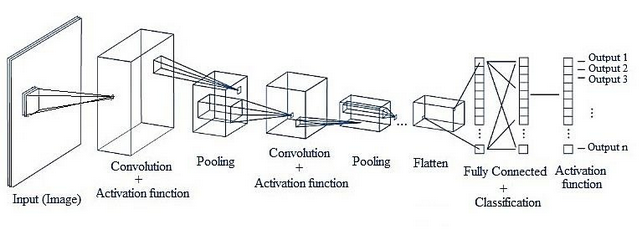 Output 1
Output 2
Output 3
Output n
Input (Image)
Convolution
+
Activation function
Pooling
Convolution
+
Activation function
Pooling
Flatten
Fully Connected
+
Classification
Activation
function